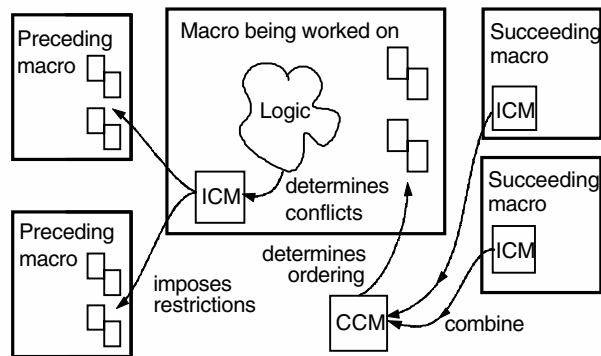 Preceding
macro
Macro being worked on
Logic
ICM
determines
conflicts
Succeeding
macro
ICM
Succeeding
macro
ICM
Preceding
macro
imposes
restrictions
determines
ordering
CCM
combine